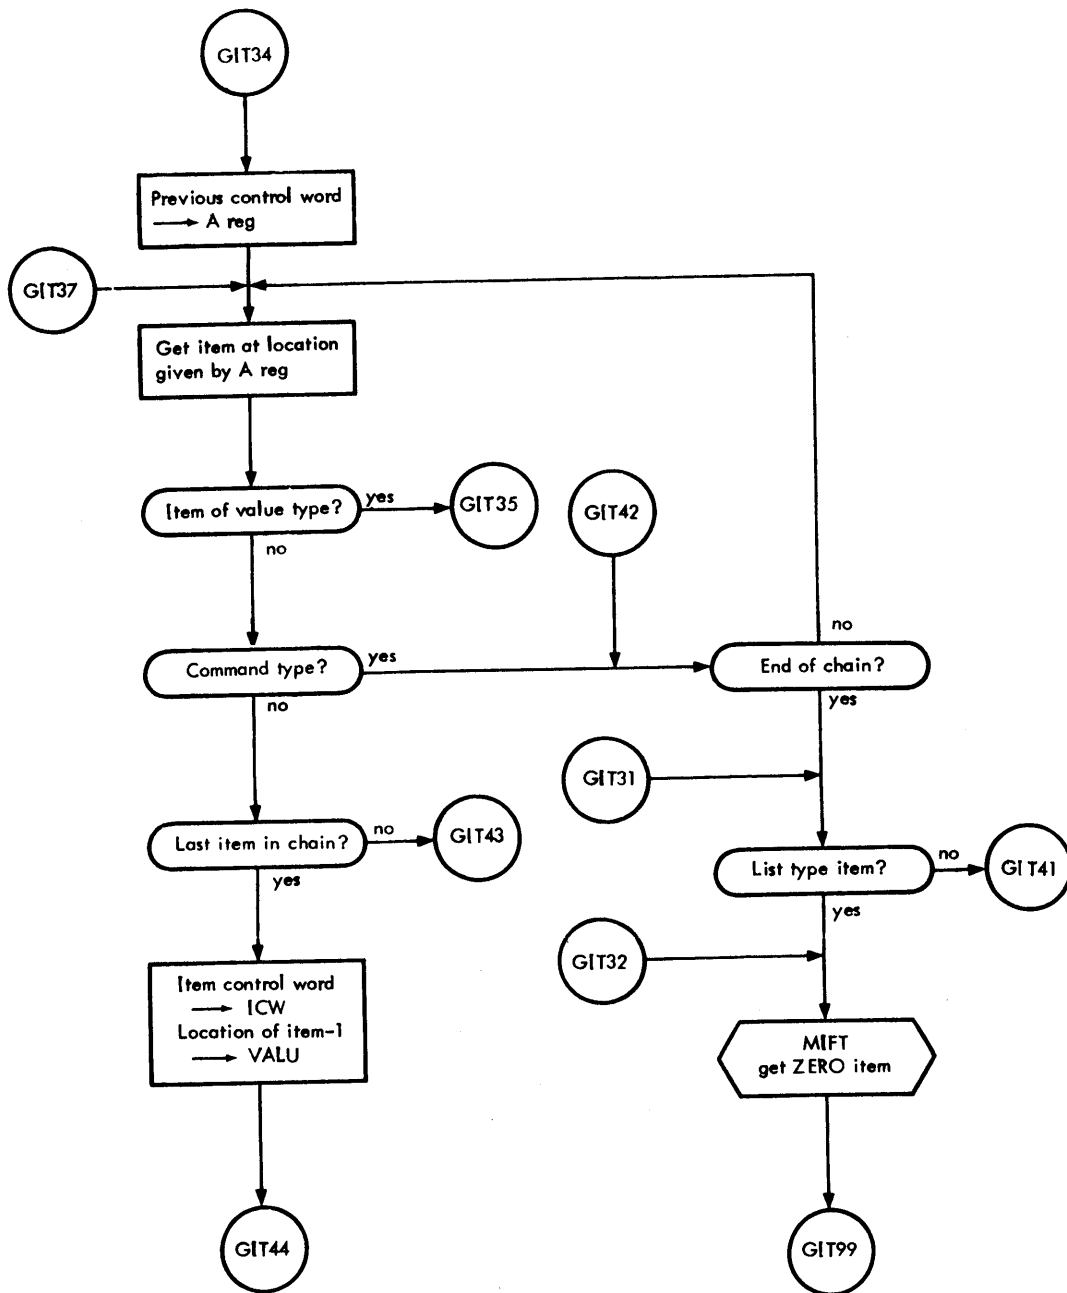 GIT34
Previous control word
→ A reg
GIT37
Get item at location
given by A reg
Item of value type?
yes
GIT35
GIT42
no
Command type?
yes
no
End of chain?
no
yes
GIT31
Last item in chain?
no
GIT43
yes
List type item?
no
GIT41
yes
GIT32
Item control word
→ ICW
Location of item-1
→ VALU
MIFT
get ZERO item
GIT44
GIT99